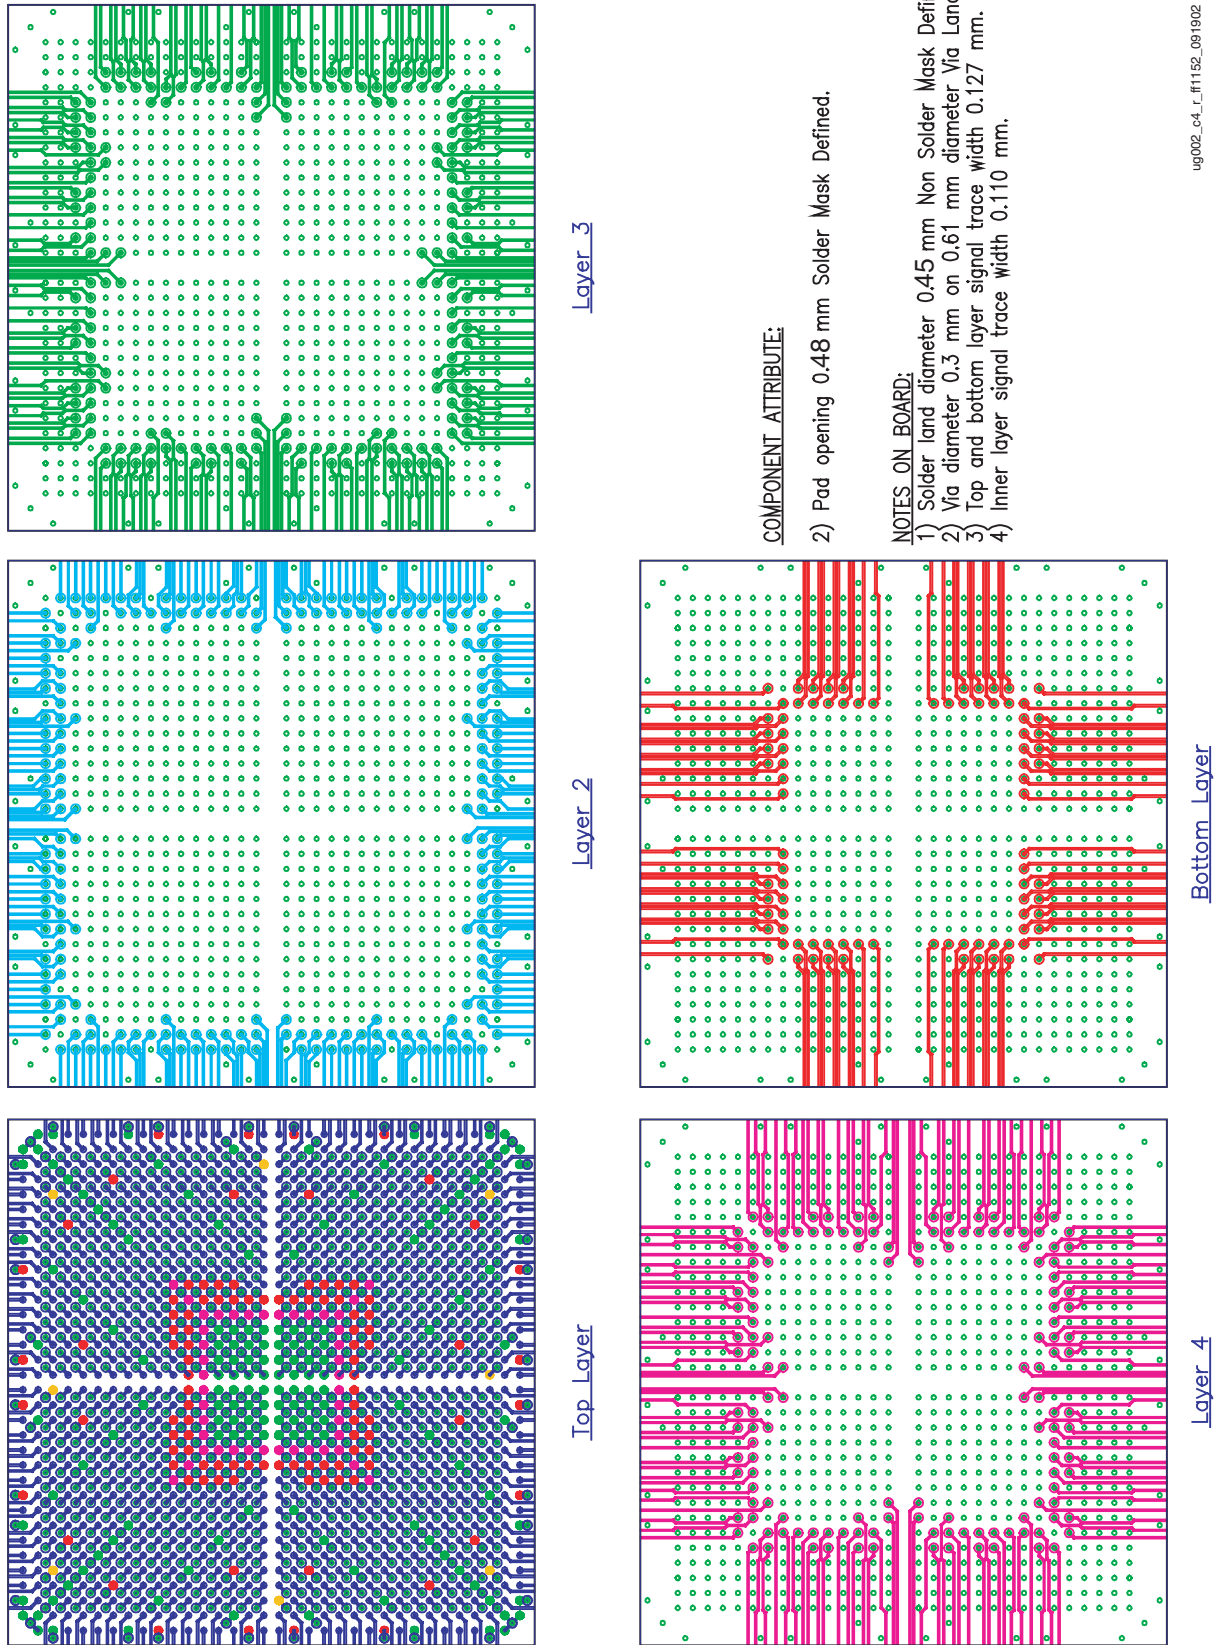 Top Layer
Layer 2
Layer 3
Layer 4
Bottom Layer
COMPONENT ATTRIBUTE:
2) Pad opening 0.48 mm Solder Mask Defined.
NOTES ON BOARD:
1) Solder land diameter 0.45 mm Non Solder Mask
2) Via diameter 0.3 mm on 0.61 mm diameter Via
3) Top and bottom layer signal trace width 0.127 mm.
4) Inner layer signal trace width 0.110 mm.
ug002_c4_r_ff1152_091902